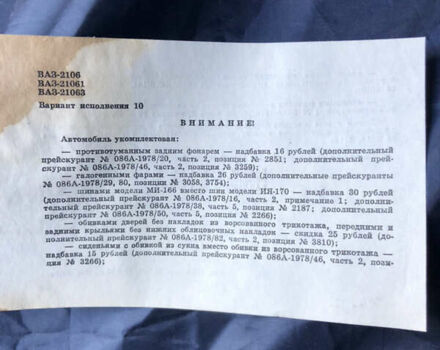 ВАЗ-2106
ВАЗ-21061
ВАЗ-21063
Вариант исполнения 10
ВНИМАНИЕ!
Автомобиль укомплектован:
— противотуманным задним фонарем — надбавка 16 рублей (дополнительный
прейскурант № 086А-1978/20, часть 2, позиция № 2851; дополнительный прей-
скурант № 086А-1978/46, часть 2, позиция № 3259);
— галогенными фарами — надбавка 26 рублей (дополнительные прейскуранты
№ 086А-1978/29, 80, позиции № 3058, 3754);
— шинами модели МИ-166 вместо шин модели ИЯ-170 — надбавка 30 рублей
(дополнительный прейскурант № 086А-1978/16, часть 2, примечание 1; допол-
нительный прейскурант № 086А-1978/38, часть 5, позиция № 2187; дополнительный
прейскурант № 086А-1978/50, часть 5, позиция № 2266);
— обивками дверей без накладок из ворсованного трикотажа, передними и
задними крыльями без нижних облицовочных накладок — скидка 25 рублей (до-
полнительный прейскурант № 086А-1978/82, часть 2, позиция № 3810);
— сиденьями с обивкой из сукна вместо обивки из ворсованного трикотажа —
надбавка 15 рублей (дополнительный прейскурант № 086А-1978/46, часть 2, пози-
ция № 3266);